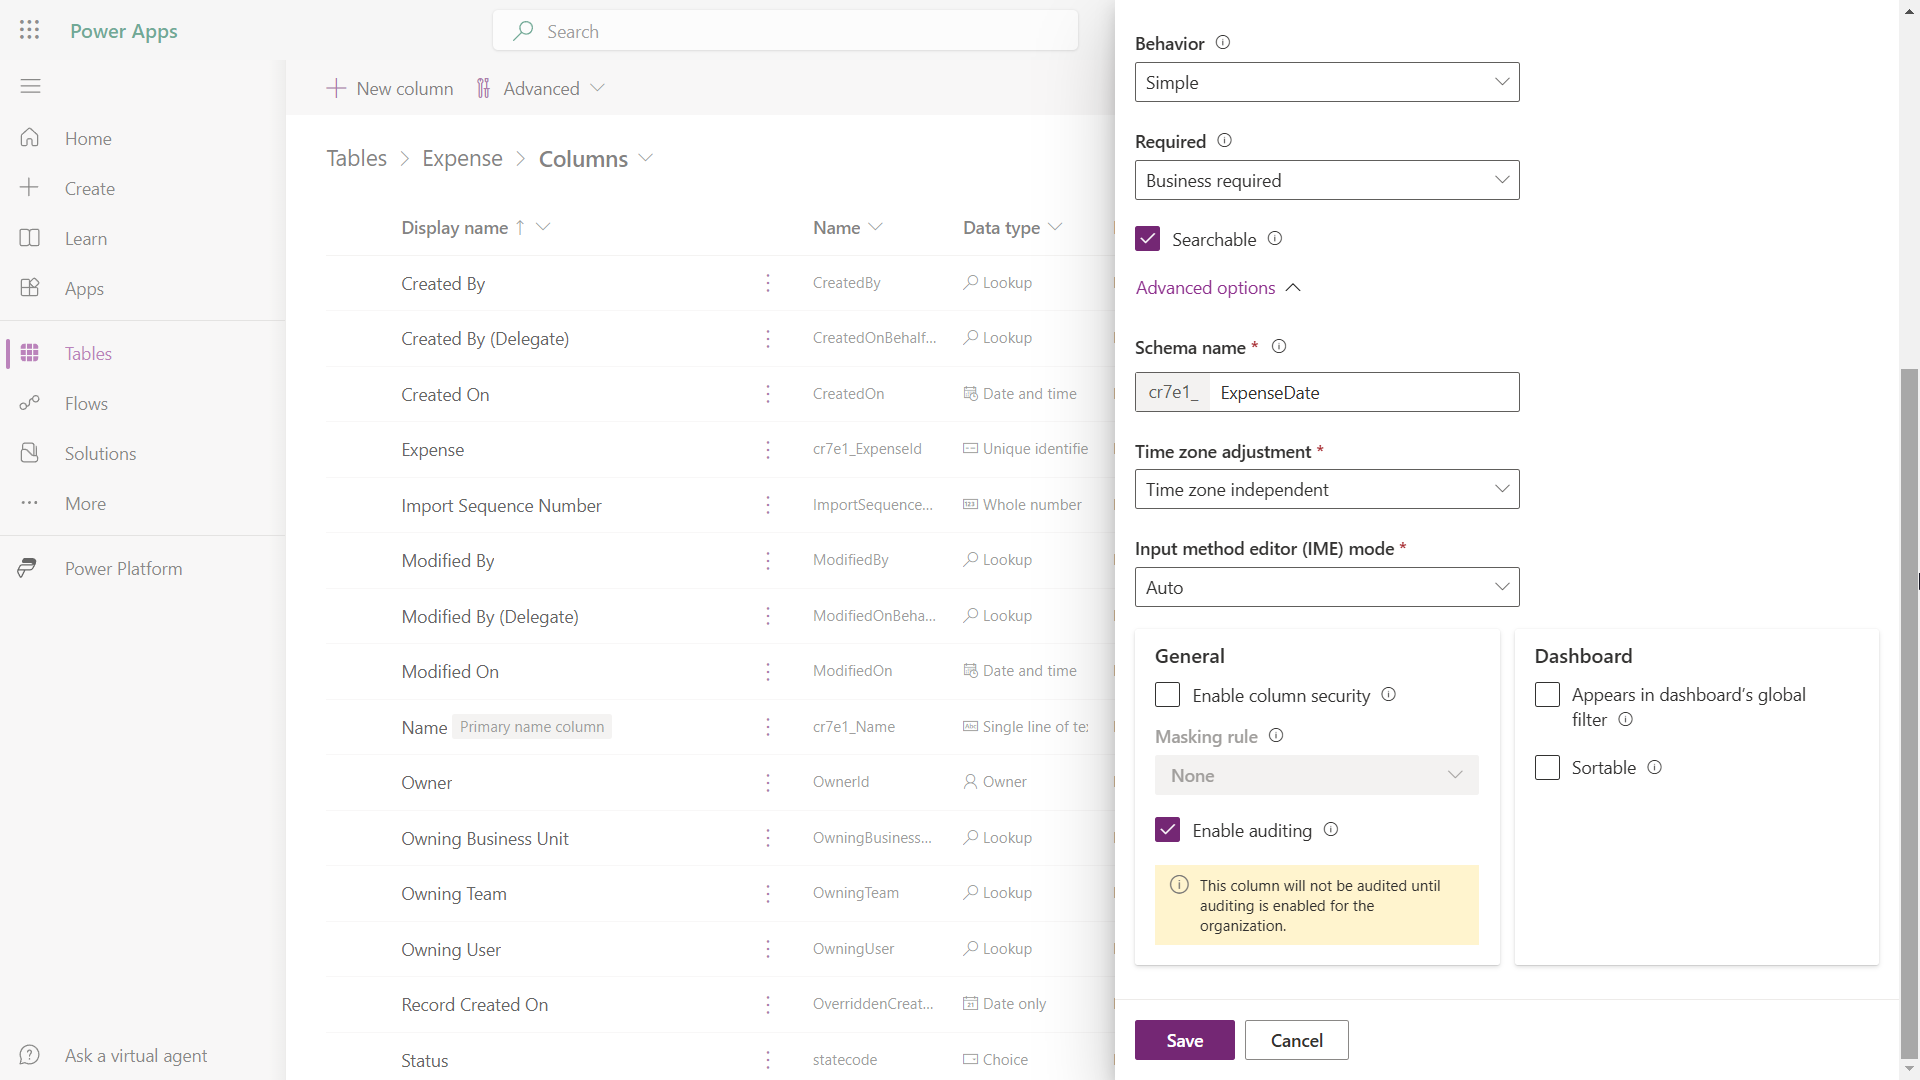 Power Apps
Search
Home
Create
Learn
Apps
Tables
Flows
Solutions
More
Power Platform
Ask a virtual agent
New column
Advanced
Tables > Expense > Columns
Display name ↑ Name Data type
Created By CreatedBy Lookup
Created By (Delegate) CreatedOnBehalf... Lookup
Created On CreatedOn Date and time
Expense cr7e1_ExpenseId Unique identifie
Import Sequence Number ImportSequence... Whole number
Modified By ModifiedBy Lookup
Modified By (Delegate) ModifiedOnBeha... Lookup
Modified On ModifiedOn Date and time
Name Primary name column cr7e1_Name Abc Single line of te
Owner OwnerId Owner
Owning Business Unit OwningBusiness... Lookup
Owning Team OwningTeam Lookup
Owning User OwningUser Lookup
Record Created On OverriddenCreat... Date only
Status statecode Choice
Behavior
Simple
Required
Business required
Searchable
Advanced options
Schema name *
cr7e1_ ExpenseDate
Time zone adjustment *
Time zone independent
Input method editor (IME) mode *
Auto
General
Enable column security
Masking rule
None
Enable auditing
This column will not be audited until
auditing is enabled for the
organization.
Dashboard
Appears in dashboard's global
filter
Sortable
Save
Cancel